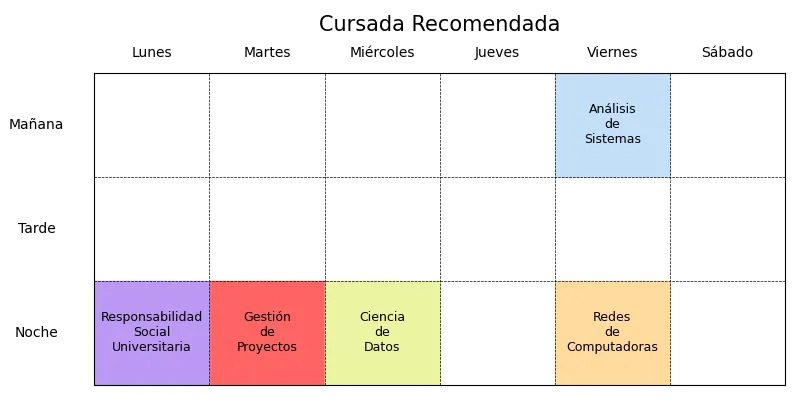 Cursada Recomendada
Lunes Martes Miércoles Jueves Viernes Sábado
Mañana
Análisis
de
Sistemas
Tarde
Noche
Responsabilidad
Social
Universitaria
Gestión
de
Proyectos
Ciencia
de
Datos
Redes
de
Computadoras